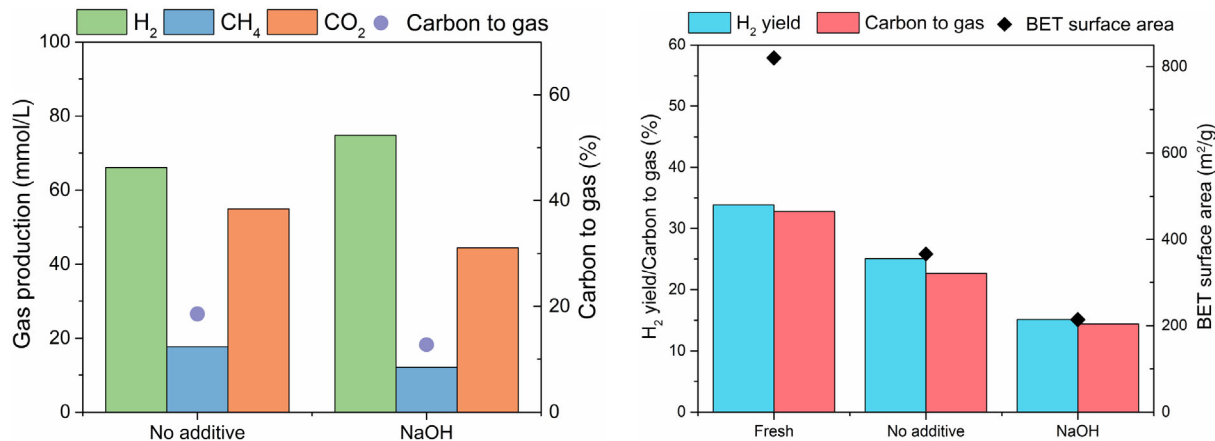 H₂ CH₄ CO₂ Carbon to gas
Gas production (mmol/L)
100
80
60
40
20
0
No additive NaOH
60
40
20
0
Carbon to gas (%)
H₂ yield Carbon to gas BET surface area
H₂ yield/Carbon to gas (%)
60
50
40
30
20
10
0
Fresh No additive NaOH
800
600
400
200
0
BET surface area (m²/g)